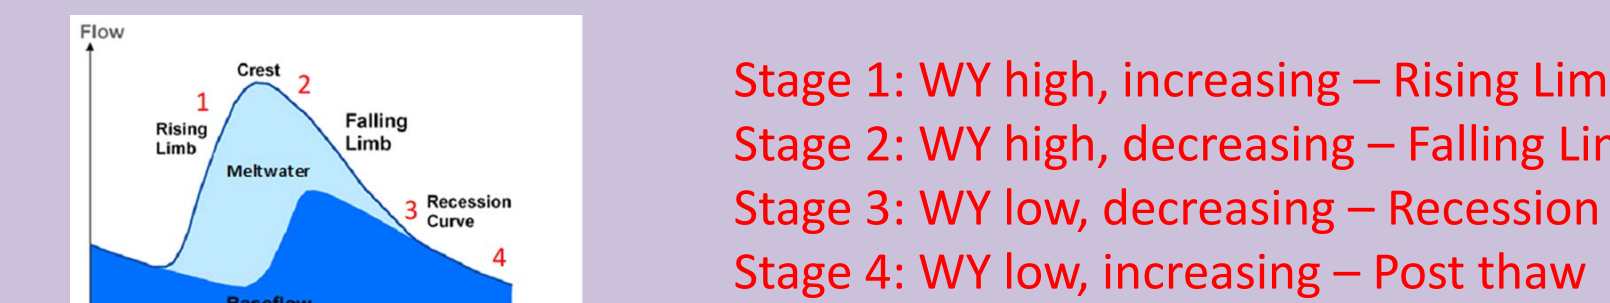 Flow
Crest
2
1
Rising
Limb
Falling
Limb
Meltwater
3
Recession
Curve
4
Baseflow
Stage 1: WY high, increasing – Rising Lim
Stage 2: WY high, decreasing – Falling Lin
Stage 3: WY low, decreasing – Recession
Stage 4: WY low, increasing – Post thaw